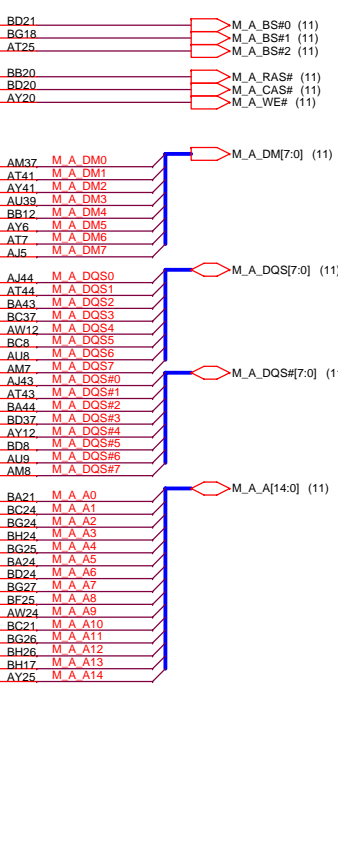 BD21 M_A_BS#0 (11)
BG18 M_A_BS#1 (11)
AT25 M_A_BS#2 (11)
BB20 M_A_RAS# (11)
BD20 M_A_CAS# (11)
AY20 M_A_WE# (11)
M_A_DM[7:0] (11)
AM37 M_A_DM0
AT41 M_A_DM1
AY41 M_A_DM2
AU39 M_A_DM3
BB12 M_A_DM4
AY6 M_A_DM5
AT7 M_A_DM6
AJ5 M_A_DM7
M_A_DQS[7:0] (11)
AJ44 M_A_DQS0
AT44 M_A_DQS1
BA43 M_A_DQS2
BC37 M_A_DQS3
AW12 M_A_DQS4
BC8 M_A_DQS5
AU8 M_A_DQS6
AM7 M_A_DQS7
M_A_DQS#[7:0] (1
AJ43 M_A_DQS#0
AT43 M_A_DQS#1
BA44 M_A_DQS#2
BD37 M_A_DQS#3
AY12 M_A_DQS#4
BD8 M_A_DQS#5
AU9 M_A_DQS#6
AM8 M_A_DQS#7
M_A_A[14:0] (11)
BA21 M_A_A0
BC24 M_A_A1
BG24 M_A_A2
BH24 M_A_A3
BG25 M_A_A4
BA24 M_A_A5
BD24 M_A_A6
BG27 M_A_A7
BF25 M_A_A8
AW24 M_A_A9
BC21 M_A_A10
BG26 M_A_A11
BH26 M_A_A12
BH17 M_A_A13
AY25 M_A_A14